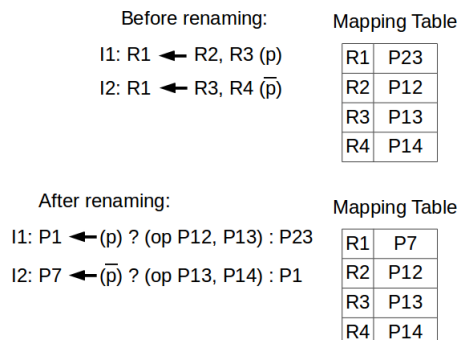 Before renaming:
I1: R1 ← R2, R3 (p)
I2: R1 ← R3, R4 (p̅)
Mapping Table
R1 P23
R2 P12
R3 P13
R4 P14
After renaming:
I1: P1 ← (p) ? (op P12, P13) : P23
I2: P7 ← (p̅) ? (op P13, P14) : P1
Mapping Table
R1 P7
R2 P12
R3 P13
R4 P14